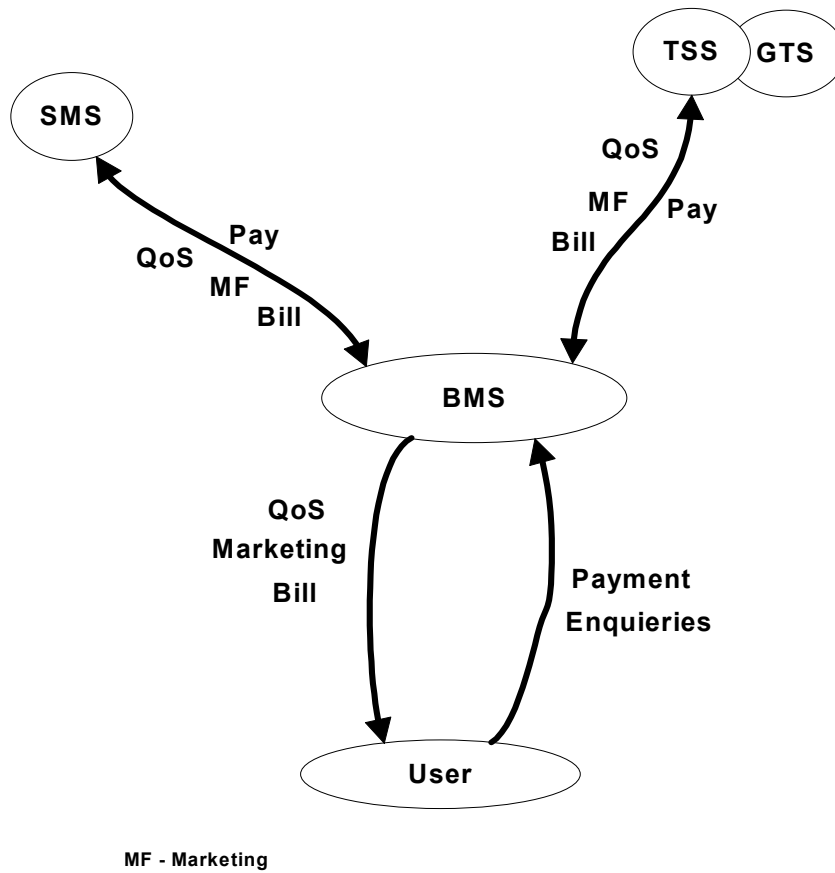 TSS GTS
SMS
QoS
MF
Pay
Bill
Pay
QoS
MF
Bill
BMS
QoS
Marketing
Bill
Payment
Enquieries
User
MF - Marketing